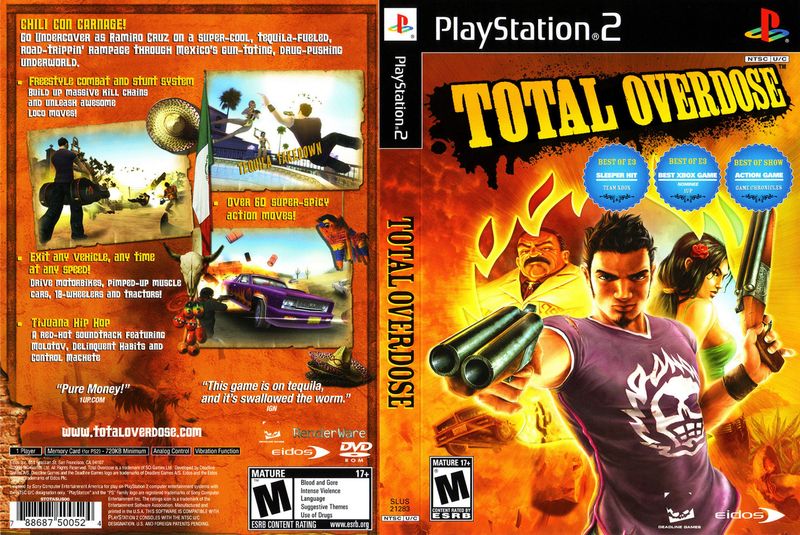 CHILI CON CARNAGE!
Go Undercover as Ramiro Cruz on a super-cool, tequila-fueled,
road-trippin' rampage through Mexico's gun-toting, drug-pushing
underworld.
Freestyle combat and stunt system
Build up massive kill chains
and unleash awesome
Loco moves!
TEQUILA TAKEDOWN
Over 60 super-spicy
action moves!
Exit any vehicle, any time
at any speed!
Drive motorbikes, pimped-up muscle
cars, 18-wheelers and tractors!
Tijuana Hip Hop
A red-hot soundtrack featuring
Molotov, Delinquent Habits and
Control Machete
"Pure Money!"
1UP.COM
"This game is on tequila,
and it's swallowed the worm."
IGN
www.totaloverdose.com
DEADLINE GAMES
RenderWare
eidos
DVD
ROM
1 Player
Memory Card (for PS2) - 720KB Minimum
Analog Control
Vibration Function
MATURE 17+
M
Blood and Gore
Intense Violence
Language
Suggestive Themes
Use of Drugs
ESRB CONTENT RATING www.esrb.org
7 88687 50052 4
PlayStation 2
TOTAL OVERDOSE
SLUS
21283
NTSC U/C
PlayStation®2
NTSC U/C
TOTAL OVERDOSE™
BEST OF E3
SLEEPER HIT
TEAM XBOX
BEST OF E3
BEST XBOX GAME
NOMINEE
1UP
BEST OF SHOW
ACTION GAME
GAME CHRONICLES
MATURE 17+
M
CONTENT RATED BY
ESRB
DEADLINE GAMES
eidos